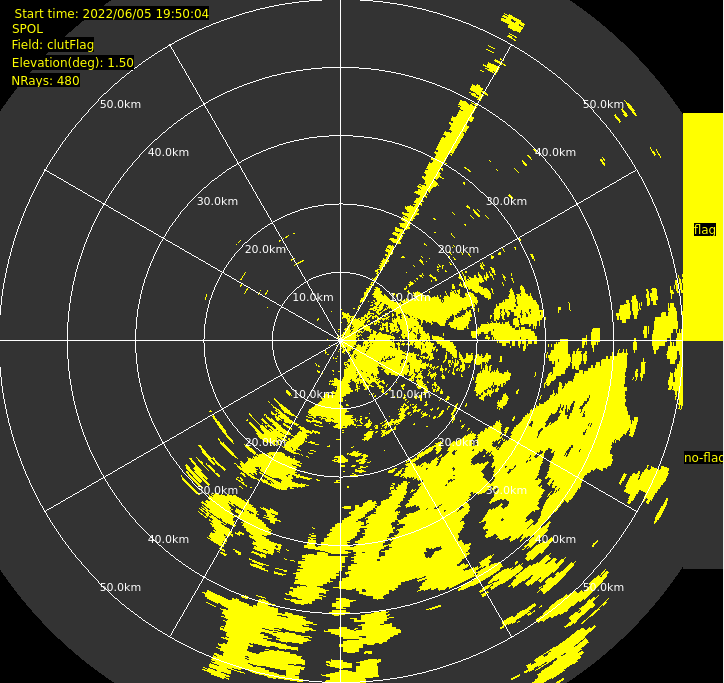 Start time: 2022/06/05 19:50:04
SPOL
Field: clutFlag
Elevation(deg): 1.50
NRays: 480
50.0km
50.0km
40.0km
40.0km
30.0km
30.0km
20.0km
20.0km
flag
10.0km
10.0km
10.0km
10.0km
20.0km
20.0km
no-flag
30.0km
30.0km
40.0km
40.0km
50.0km
50.0km